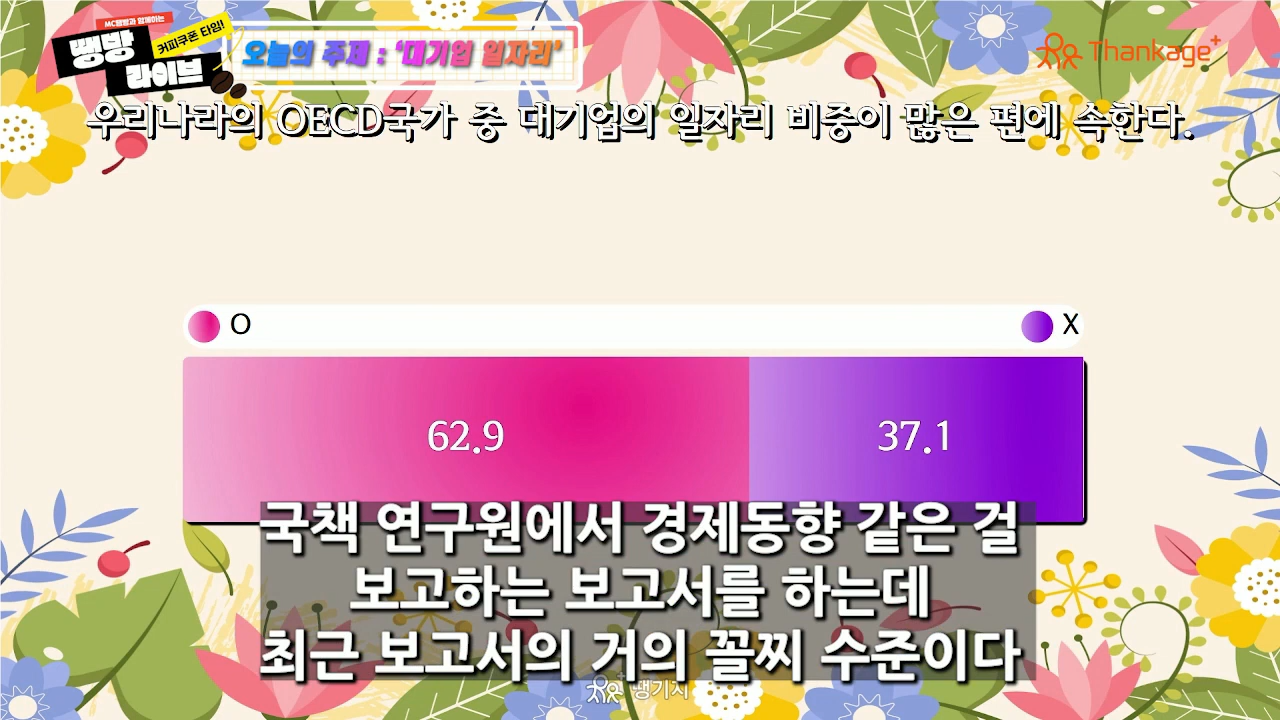 MC땡방과 함께하는
땡방
라이브
커피쿠폰 타임!
오늘의 주제 : ‘대기업 일자리’
Thankage+
우리나라의 OECD국가 중 대기업의 일자리 비중이 많은 편에 속한다.
O
X
62.9
37.1
국책 연구원에서 경제동향 같은 걸
보고하는 보고서를 하는데
최근 보고서의 거의 꼴찌 수준이다